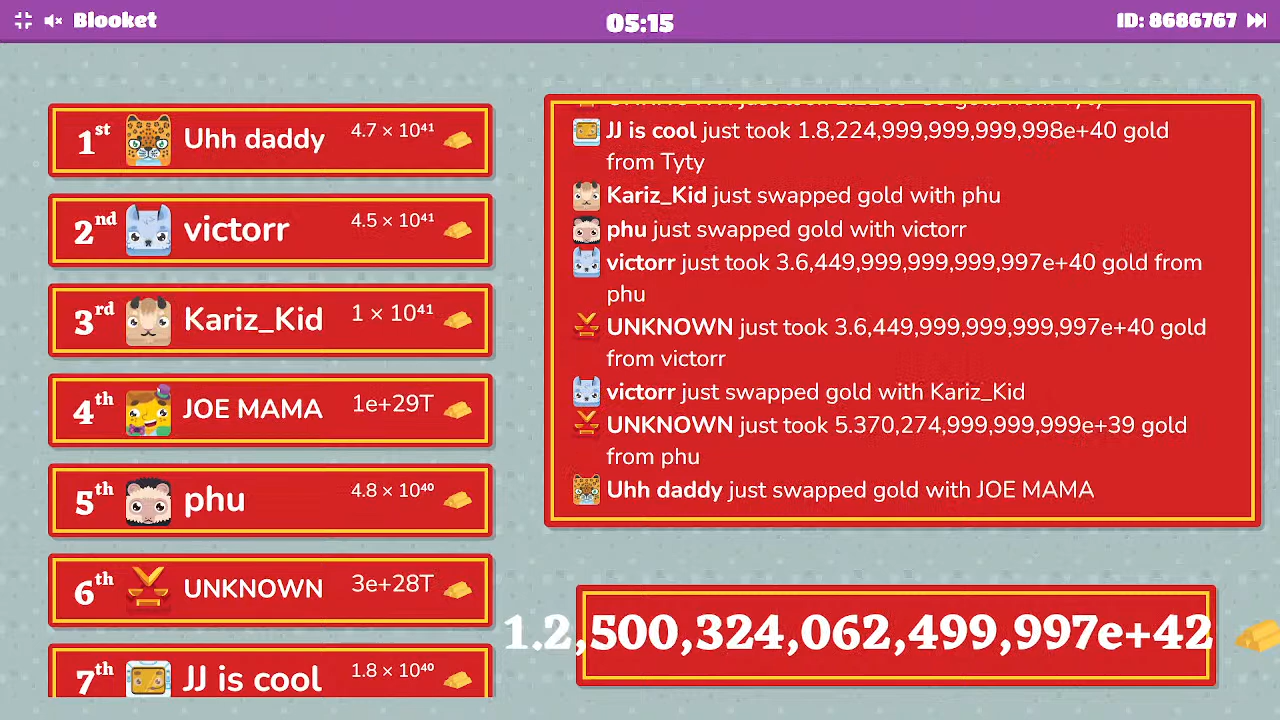 Blooket
05:15
ID: 8686767
1st Uhh daddy 4.7 × 10⁴¹
2nd victorr 4.5 × 10⁴¹
3rd Kariz_Kid 1 × 10⁴¹
4th JOE MAMA 1e+29T
5th phu 4.8 × 10⁴⁰
6th UNKNOWN 3e+28T
7th JJ is cool 1.8 × 10⁴⁰
JJ is cool just took 1.8,224,999,999,999,998e+40 gold
from Tyty
Kariz_Kid just swapped gold with phu
phu just swapped gold with victorr
victorr just took 3.6,449,999,999,999,997e+40 gold from
phu
UNKNOWN just took 3.6,449,999,999,999,997e+40 gold
from victorr
victorr just swapped gold with Kariz_Kid
UNKNOWN just took 5.370,274,999,999,999e+39 gold
from phu
Uhh daddy just swapped gold with JOE MAMA
1.2,500,324,062,499,997e+42